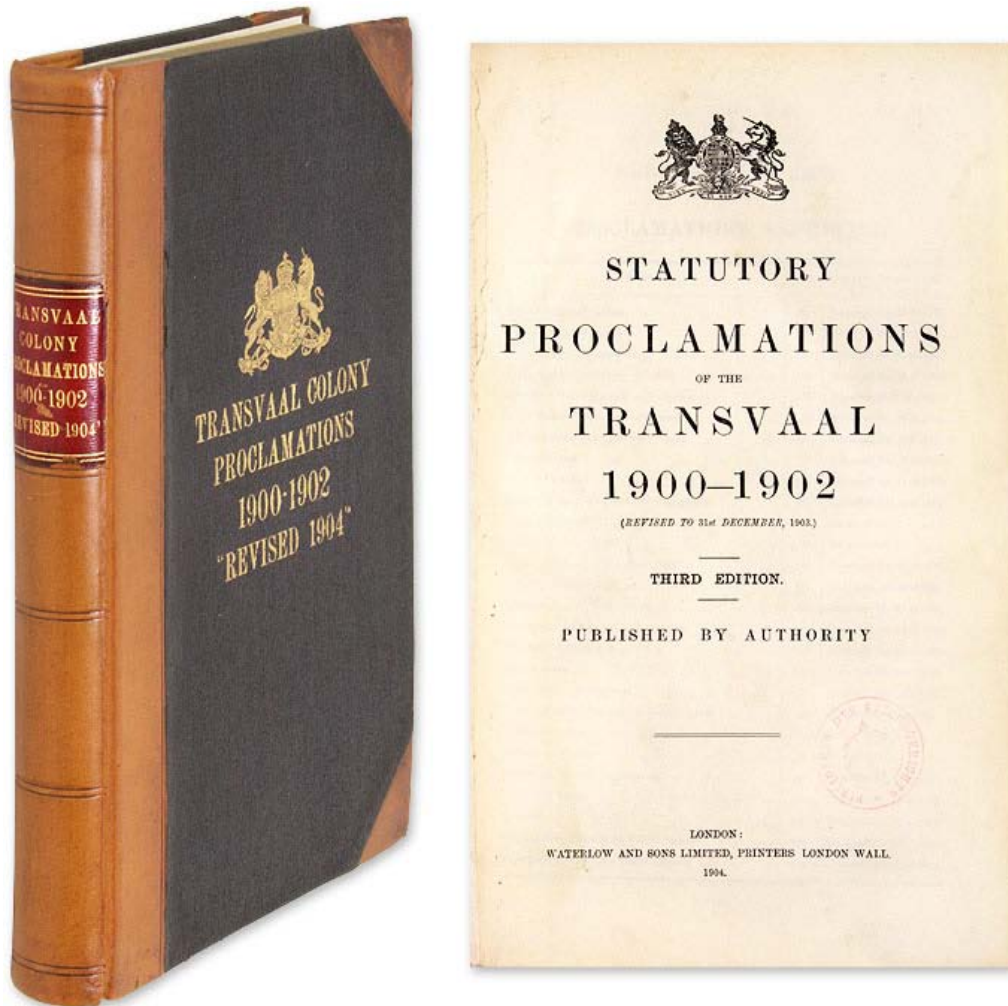 TRANSVAAL
COLONY
PROCLAMATIONS
1900-1902
"REVISED 1904"
TRANSVAAL COLONY
PROCLAMATIONS
1900-1902
"REVISED 1904"
STATUTORY
PROCLAMATIONS
OF THE
TRANSVAAL
1900–1902
(REVISED TO 31st DECEMBER, 1903.)
THIRD EDITION.
PUBLISHED BY AUTHORITY
LONDON:
WATERLOW AND SONS LIMITED, PRINTERS LONDON WALL.
1904.